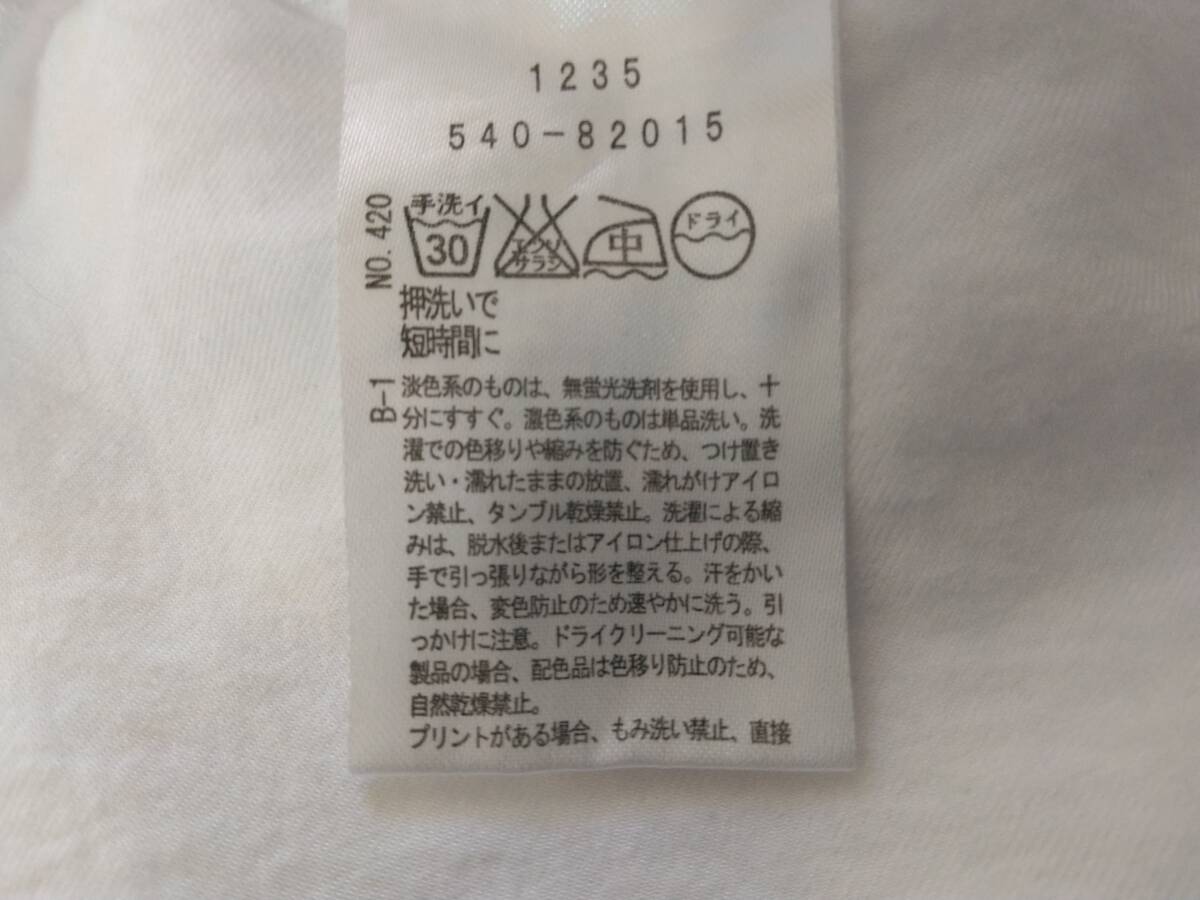 1235
540-82015
NO. 420
手洗イ
30
エンソ
サラシ
中
ドライ
押洗いで
短時間に
B-1
淡色系のものは、無蛍光洗剤を使用し、十
分にすすぐ。濃色系のものは単品洗い。洗
濯での色移りや縮みを防ぐため、つけ置き
洗い・濡れたままの放置、濡れがけアイロ
ン禁止、タンブル乾燥禁止。洗濯による縮
みは、脱水後またはアイロン仕上げの際、
手で引っ張りながら形を整える。汗をかい
た場合、変色防止のため速やかに洗う。引
っかけに注意。ドライクリーニング可能な
製品の場合、配色品は色移り防止のため、
自然乾燥禁止。
プリントがある場合、もみ洗い禁止、直接